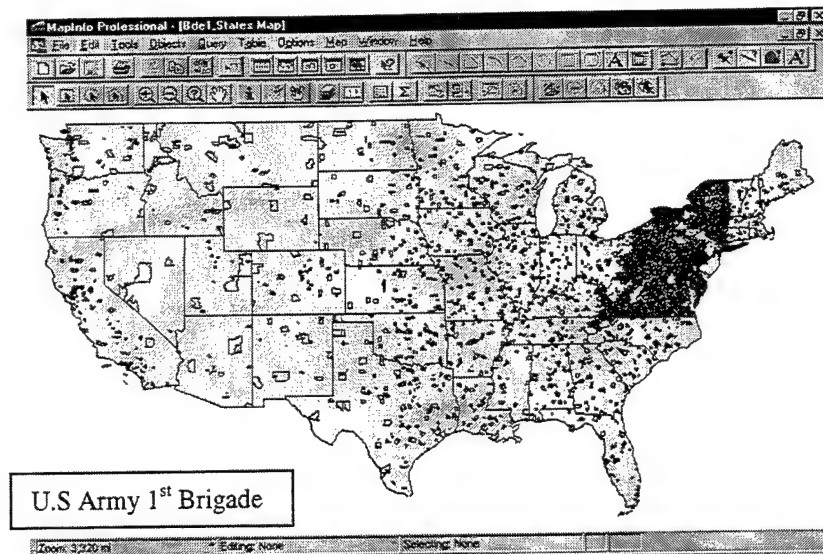 MapInfo Professional - [Bde1_States Map]
File Edit Tools Objects Query Table Options Map Window Help
U.S Army 1st Brigade
Zoom: 3,320 mi Editing: None Selecting: None